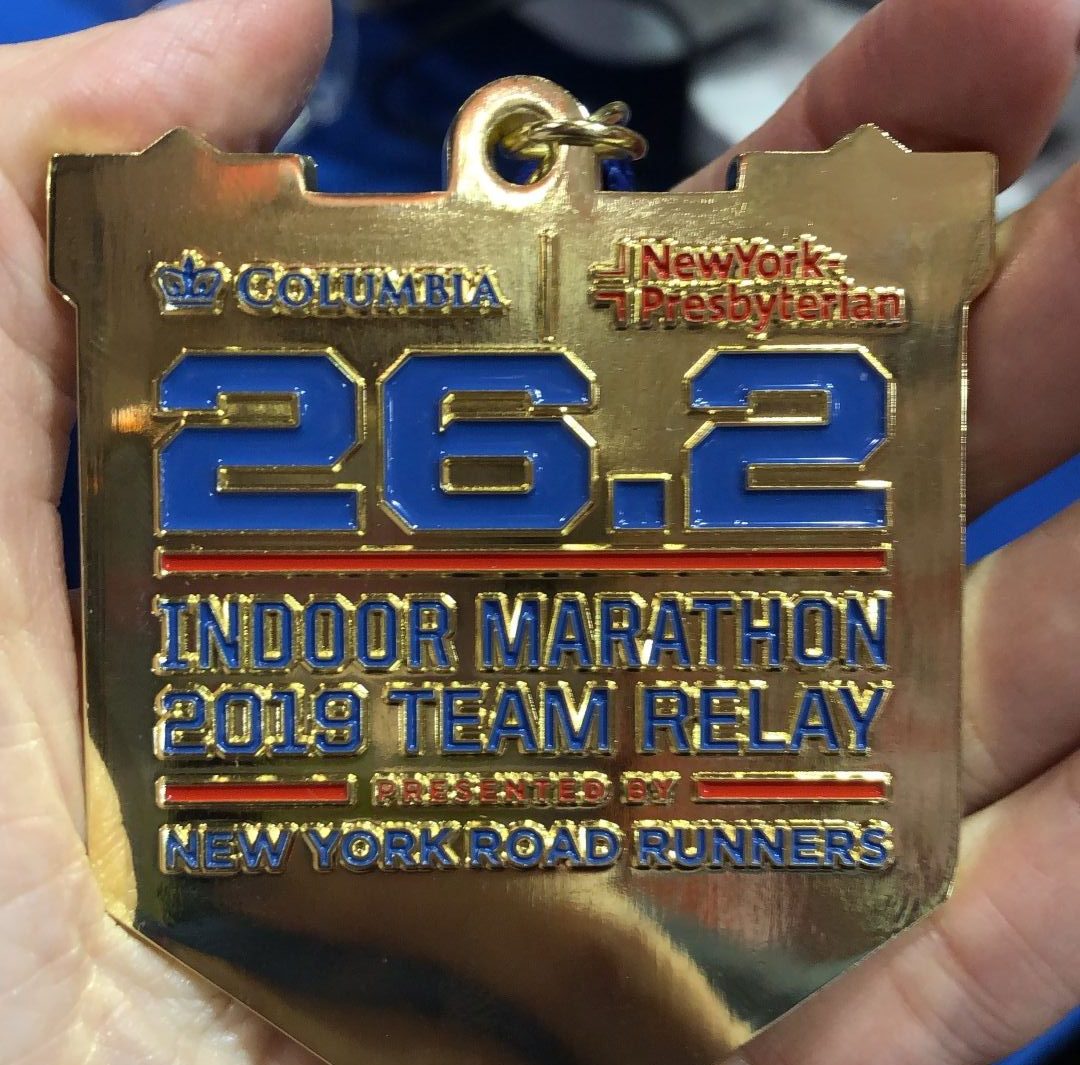 COLUMBIA
NewYork-
Presbyterian
26.2
INDOOR MARATHON
2019 TEAM RELAY
PRESENTED BY
NEW YORK ROAD RUNNERS